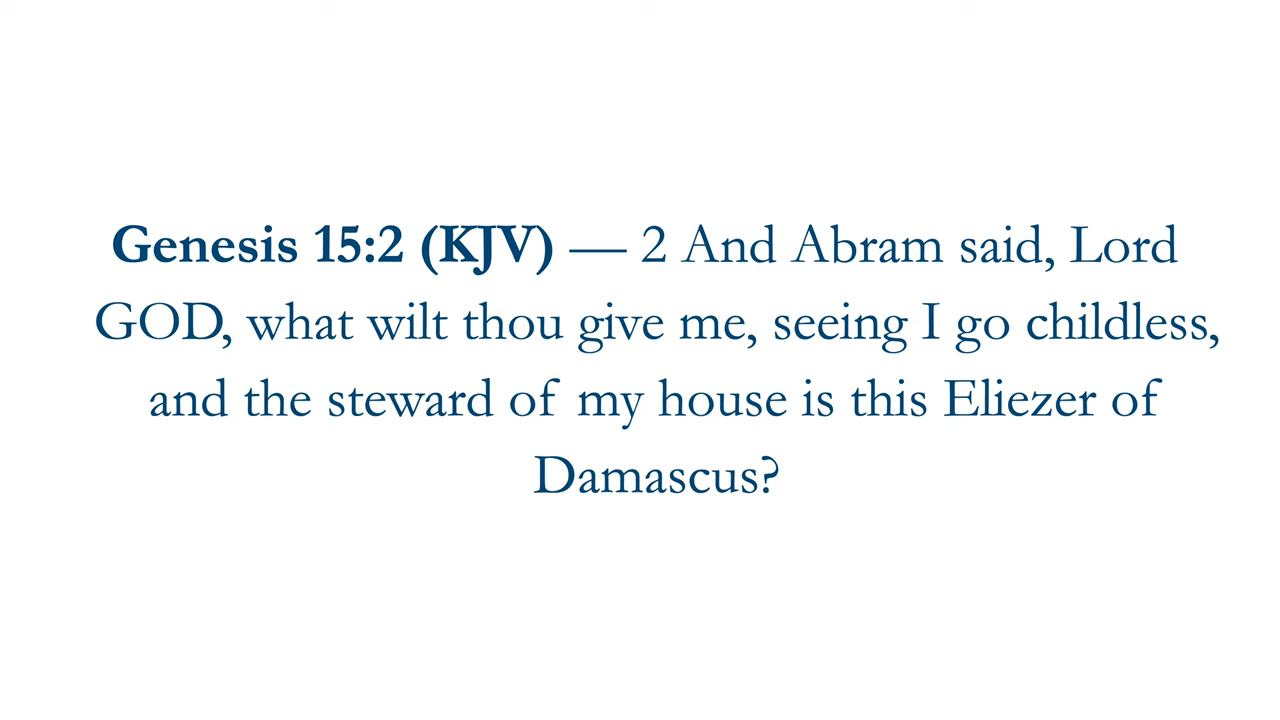 Genesis 15:2 (KJV) — 2 And Abram said, Lord
GOD, what wilt thou give me, seeing I go childless,
and the steward of my house is this Eliezer of
Damascus?